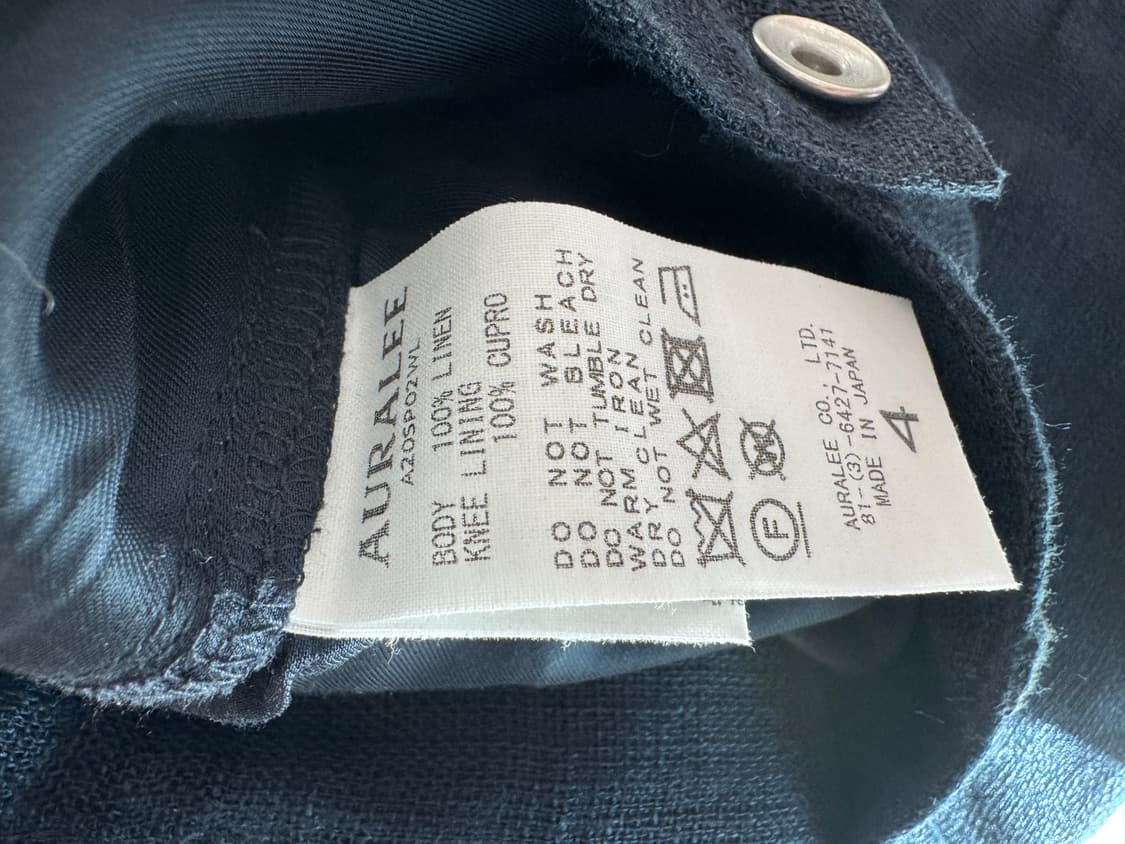 AURALEE
A20SP02WL
BODY 100% LINEN
KNEE LINING
100% CUPRO
DO NOT WASH
DO NOT BLEACH
DO NOT TUMBLE DRY
WARM IRON
DRY CLEAN
DO NOT WET CLEAN
F
W
AURALEE CO., LTD.
81-(3)-6427-7141
MADE IN JAPAN
4